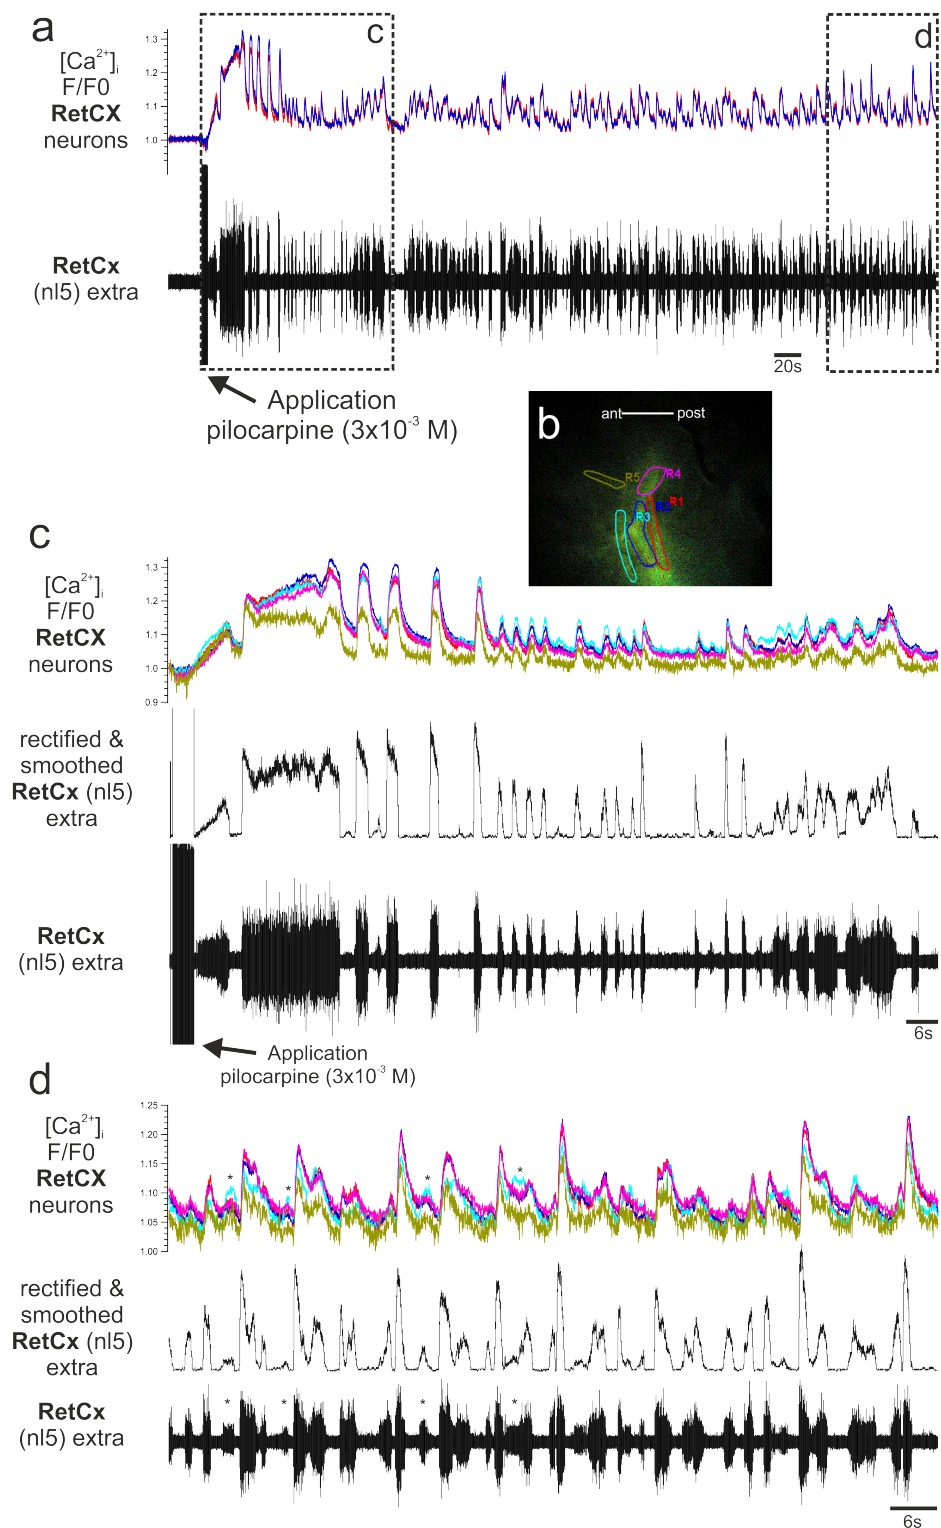 a
c
d
[Ca²⁺]ᵢ
F/F0
RetCX
neurons
1.3
1.2
1.1
1.0
RetCx
(nl5) extra
20s
Application
pilocarpine (3x10⁻³ M)
b
ant
post
R5
R4
R1
R2
R3
c
[Ca²⁺]ᵢ
F/F0
RetCX
neurons
1.3
1.2
1.1
1.0
0.9
rectified &
smoothed
RetCx (nl5)
extra
RetCx
(nl5) extra
6s
Application
pilocarpine (3x10⁻³ M)
d
[Ca²⁺]ᵢ
F/F0
RetCX
neurons
1.25
1.20
1.15
1.10
1.05
1.00
* * * *
rectified &
smoothed
RetCx (nl5)
extra
RetCx
(nl5) extra
* * * *
6s